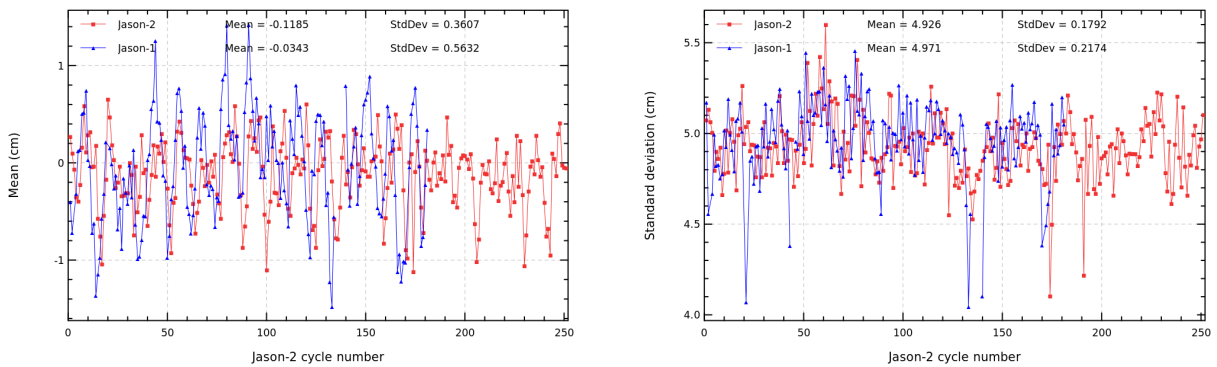 Jason-2 Mean = -0.1185 StdDev = 0.3607
Jason-1 Mean = -0.0343 StdDev = 0.5632
Mean (cm)
1
0
-1
0 50 100 150 200 250
Jason-2 cycle number
Jason-2 Mean = 4.926 StdDev = 0.1792
Jason-1 Mean = 4.971 StdDev = 0.2174
Standard deviation (cm)
5.5
5.0
4.5
4.0
0 50 100 150 200 250
Jason-2 cycle number